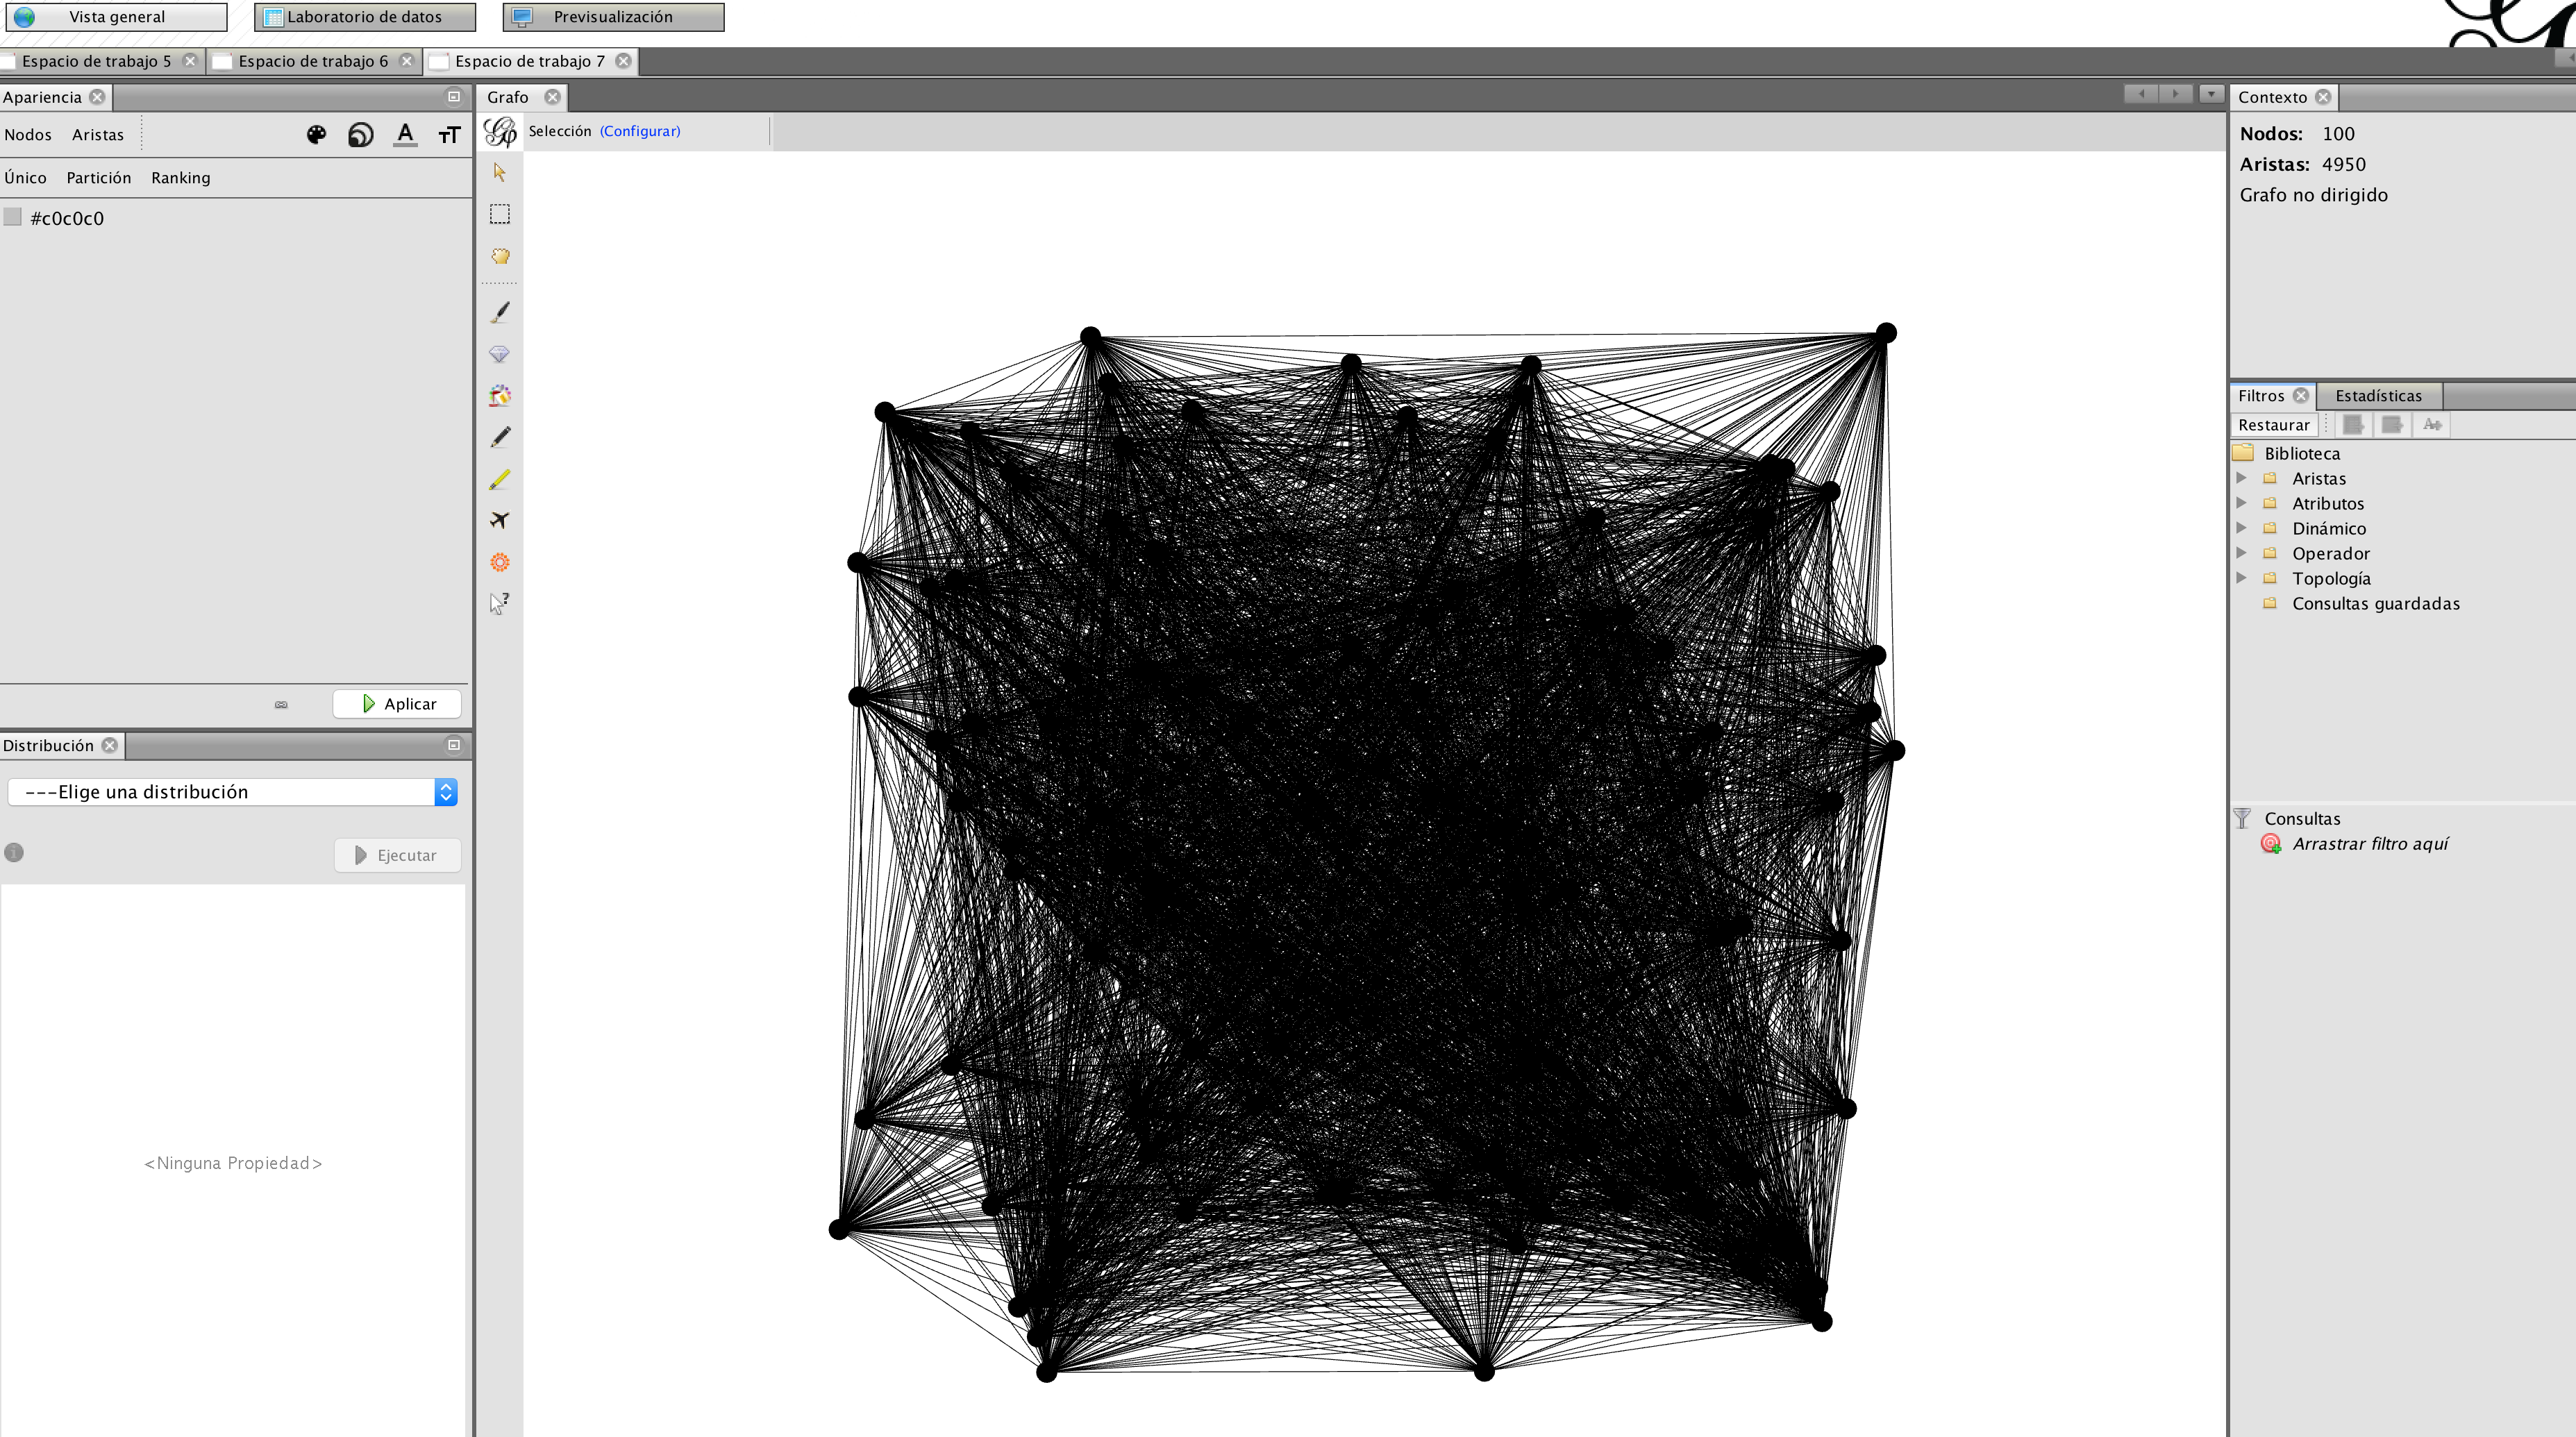 Vista general
Laboratorio de datos
Previsualización
Espacio de trabajo 5
Espacio de trabajo 6
Espacio de trabajo 7
Apariencia
Nodos Aristas
Único Partición Ranking
#c0c0c0
Aplicar
Distribución
---Elige una distribución
Ejecutar
<Ninguna Propiedad>
Grafo
Selección (Configurar)
Contexto
Nodos: 100
Aristas: 4950
Grafo no dirigido
Filtros
Estadísticas
Restaurar
Biblioteca
Aristas
Atributos
Dinámico
Operador
Topología
Consultas guardadas
Consultas
Arrastrar filtro aquí